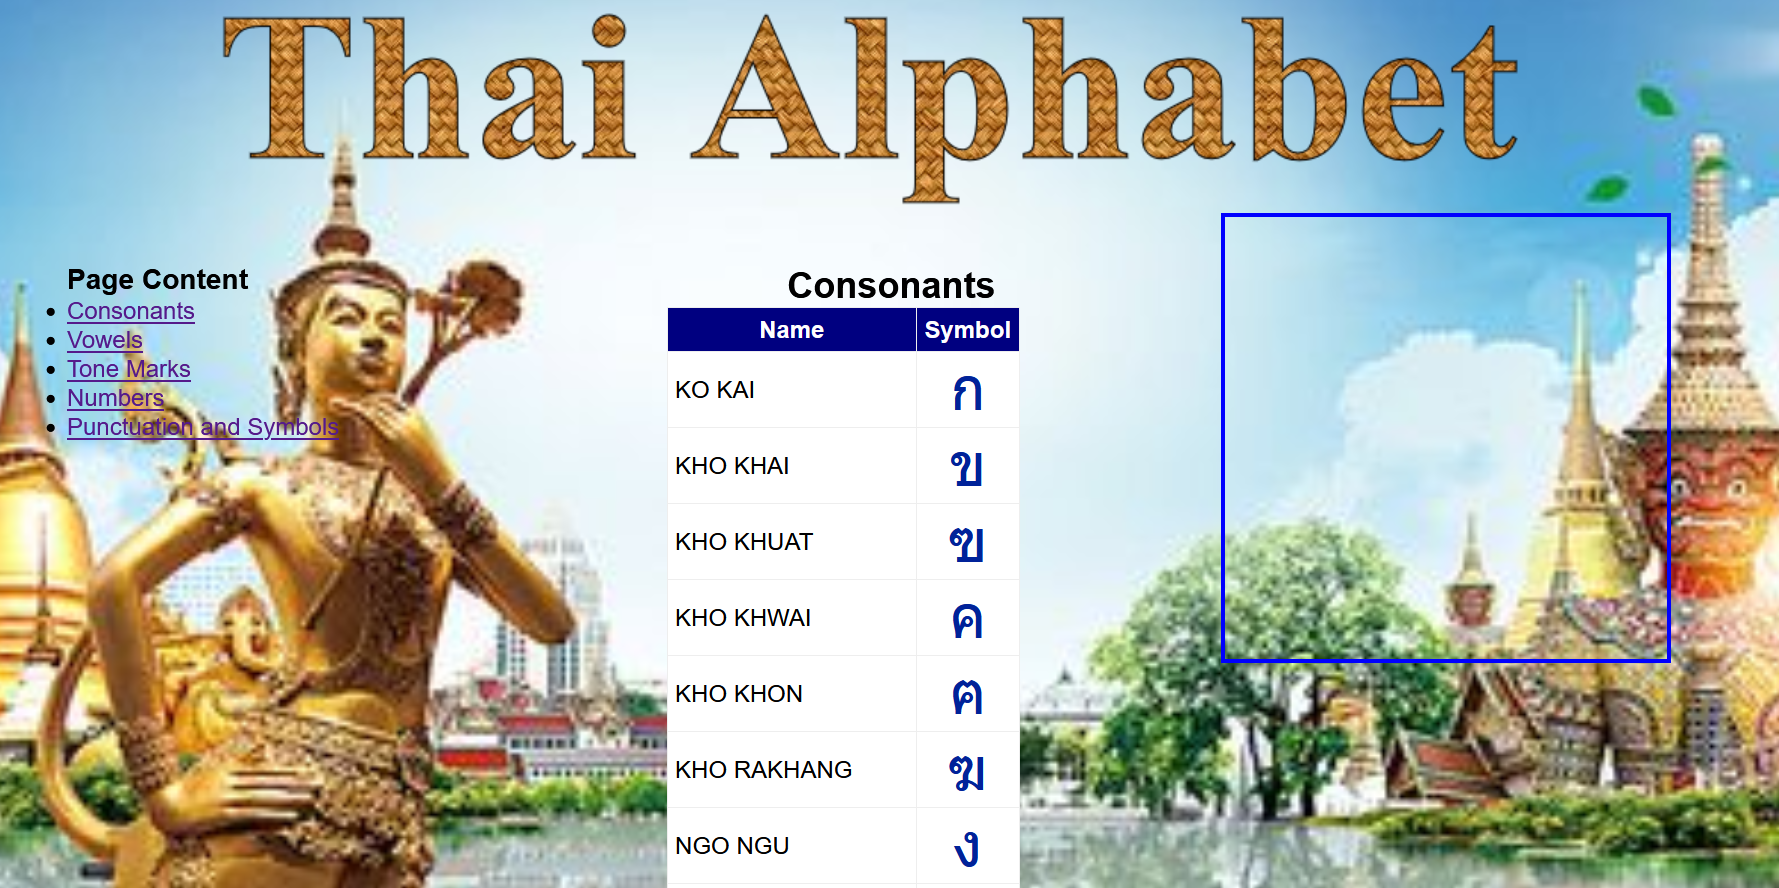 Thai Alphabet
Page Content
Consonants
Vowels
Tone Marks
Numbers
Punctuation and Symbols
Consonants
Name Symbol
KO KAI ก
KHO KHAI ข
KHO KHUAT ฃ
KHO KHWAI ค
KHO KHON ฅ
KHO RAKHANG ฆ
NGO NGU ง